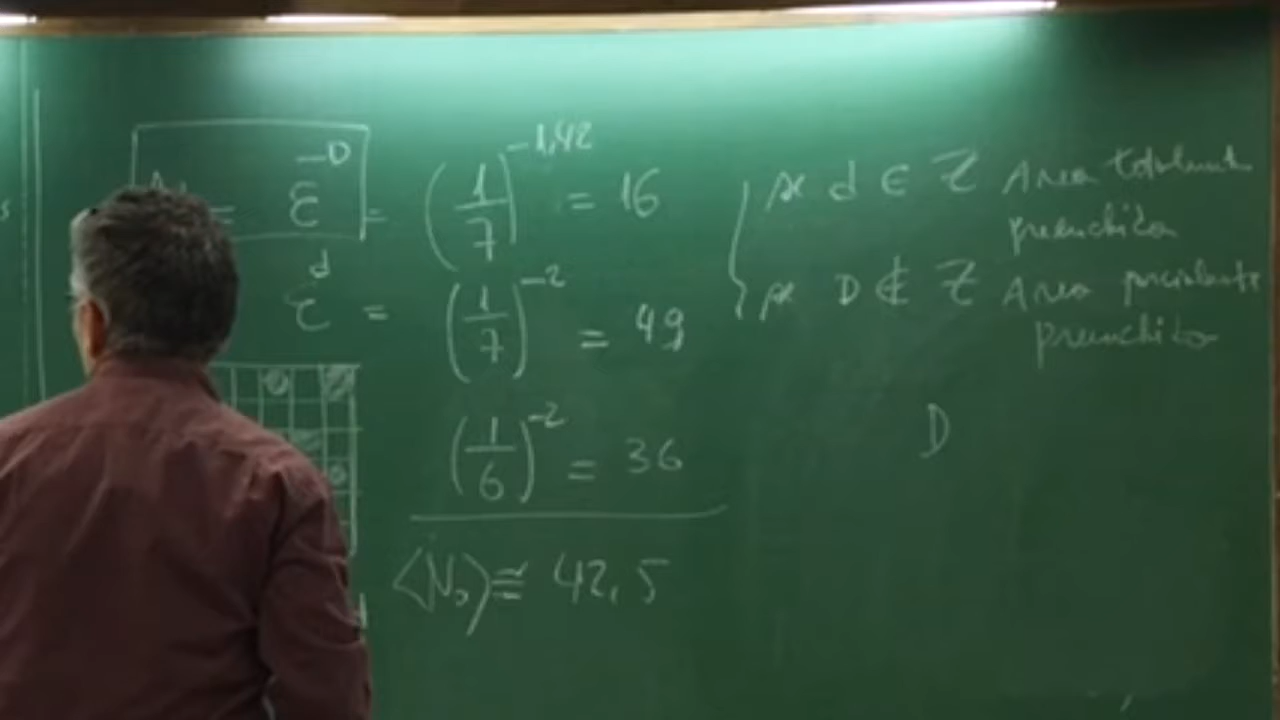 = ε^{-D} = (1/7)^{-1,42} = 16
ε^{d} = (1/7)^{-2} = 49
(1/6)^{-2} = 36
⟨N_D⟩ ≅ 42,5
d ∈ Z Area totalmente
preenchida
D ∉ Z Area parcialmente
preenchida
D